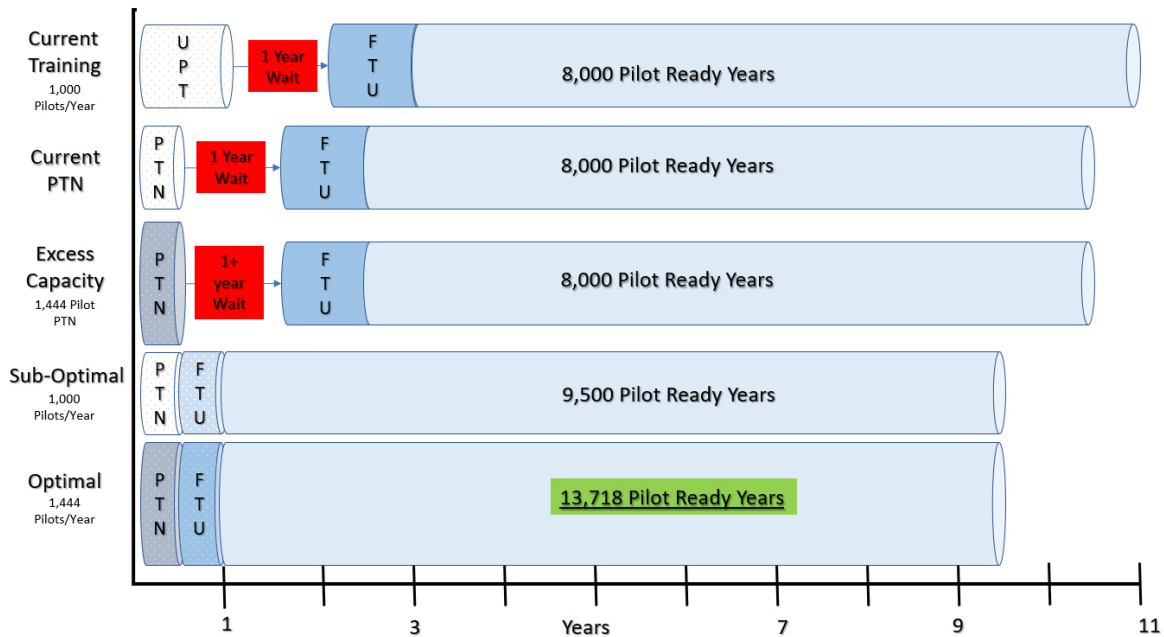 Current
Training
1,000
Pilots/Year
U
P
T
1 Year
Wait
F
T
U
8,000 Pilot Ready Years
Current
PTN
P
T
N
1 Year
Wait
F
T
U
8,000 Pilot Ready Years
Excess
Capacity
1,444 Pilot
PTN
P
T
N
1+
year
Wait
F
T
U
8,000 Pilot Ready Years
Sub-Optimal
1,000
Pilots/Year
P
T
N
F
T
U
9,500 Pilot Ready Years
Optimal
1,444
Pilots/Year
P
T
N
F
T
U
13,718 Pilot Ready Years
1
3
Years
7
9
11